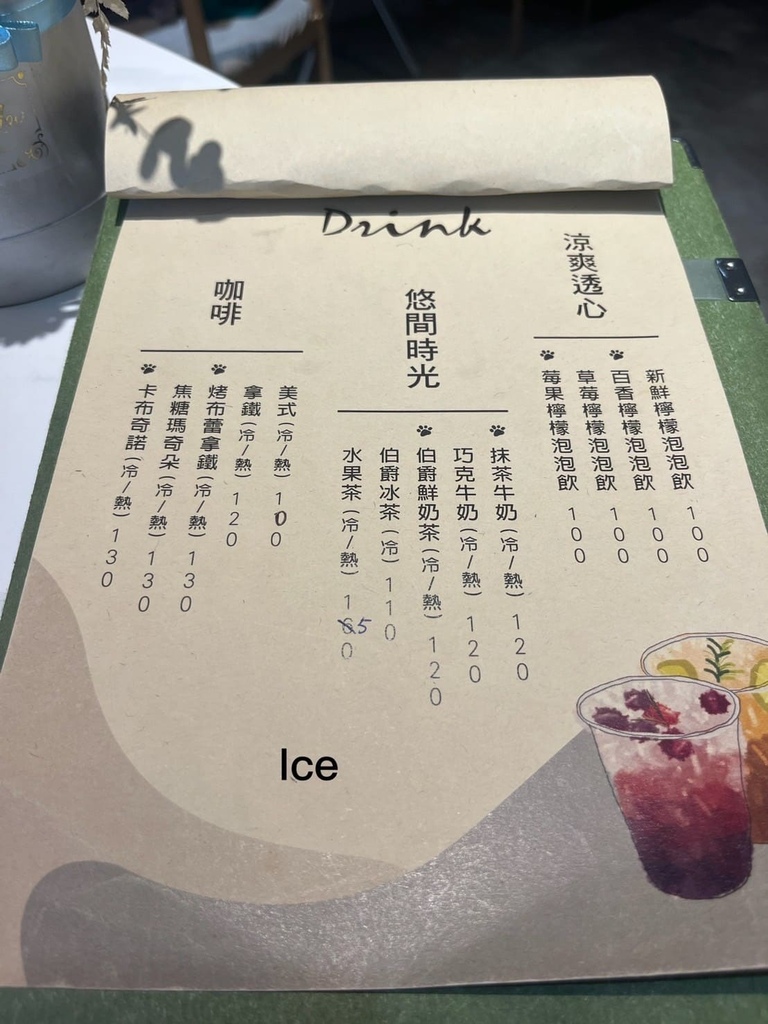 Drink
涼爽透心
新鮮檸檬泡泡飲 100
百香檸檬泡泡飲 100
草莓檸檬泡泡飲 100
莓果檸檬泡泡飲 100
悠閒時光
抹茶牛奶(冷/熱) 120
巧克牛奶(冷/熱) 120
伯爵鮮奶茶(冷/熱) 120
伯爵冰茶(冷) 110
水果茶(冷/熱) 150
咖啡
美式(冷/熱) 100
拿鐵(冷/熱) 120
烤布蕾拿鐵(冷/熱) 130
焦糖瑪奇朵(冷/熱) 130
卡布奇諾(冷/熱) 130
Ice